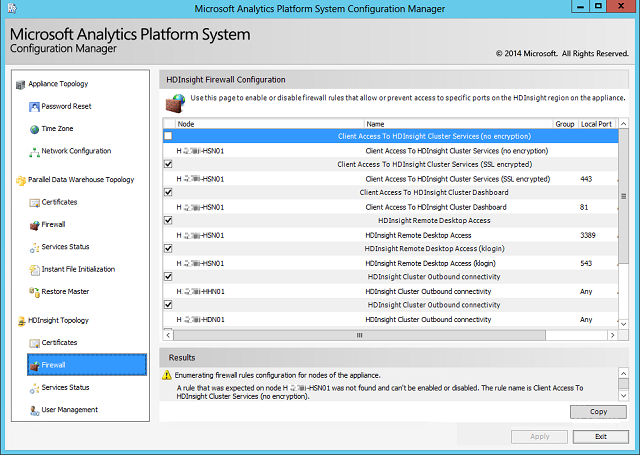 Microsoft Analytics Platform System Configuration Manager
Microsoft Analytics Platform System
Configuration Manager
© 2014 Microsoft. All Rights Reserved.
Appliance Topology
Password Reset
Time Zone
Network Configuration
Parallel Data Warehouse Topology
Certificates
Firewall
Services Status
Instant File Initialization
Restore Master
HDInsight Topology
Certificates
Firewall
Services Status
User Management
HDInsight Firewall Configuration
Use this page to enable or disable firewall rules that allow or prevent access to specific ports on the HDInsight region on the appliance.
Node Name Group Local Port
Client Access To HDInsight Cluster Services (no encryption)
H -HSN01 Client Access To HDInsight Cluster Services (no encryption)
Client Access To HDInsight Cluster Services (SSL encrypted)
H -HSN01 Client Access To HDInsight Cluster Services (SSL encrypted) 443
Client Access To HDInsight Cluster Dashboard
H -HSN01 Client Access To HDInsight Cluster Dashboard 81
HDInsight Remote Desktop Access
H -HSN01 HDInsight Remote Desktop Access 3389
HDInsight Remote Desktop Access (klogin)
H -HSN01 HDInsight Remote Desktop Access (klogin) 543
HDInsight Cluster Outbound connectivity
H -HHN01 HDInsight Cluster Outbound connectivity Any
HDInsight Cluster Outbound connectivity
H -HDN01 HDInsight Cluster Outbound connectivity Any
Results
Enumerating firewall rules configuration for nodes of the appliance.
A rule that was expected on node H -HSN01 was not found and can't be enabled or disabled. The rule name is Client Access To
HDInsight Cluster Services (no encryption).
Copy
Apply Exit